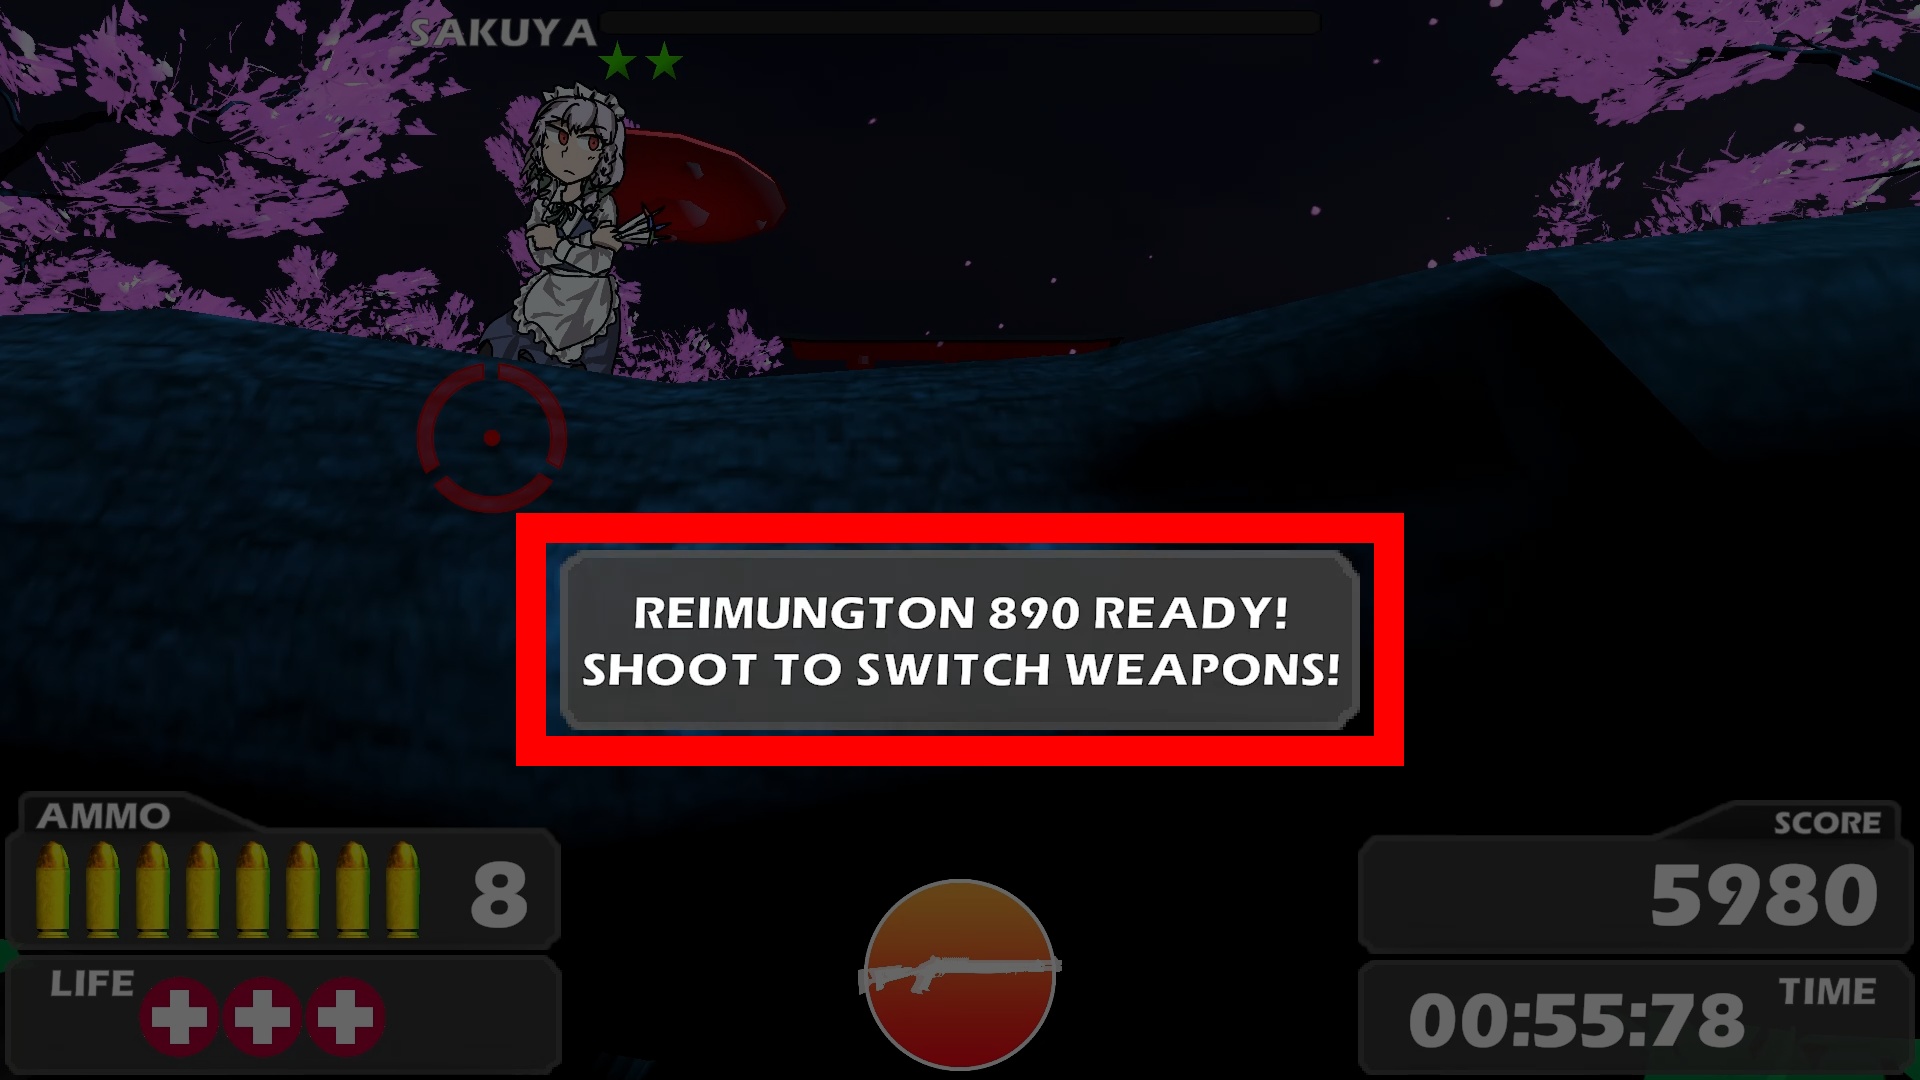 SAKUYA
REIMUNGTON 890 READY!
SHOOT TO SWITCH WEAPONS!
AMMO
8
LIFE
SCORE
5980
TIME
00:55:78